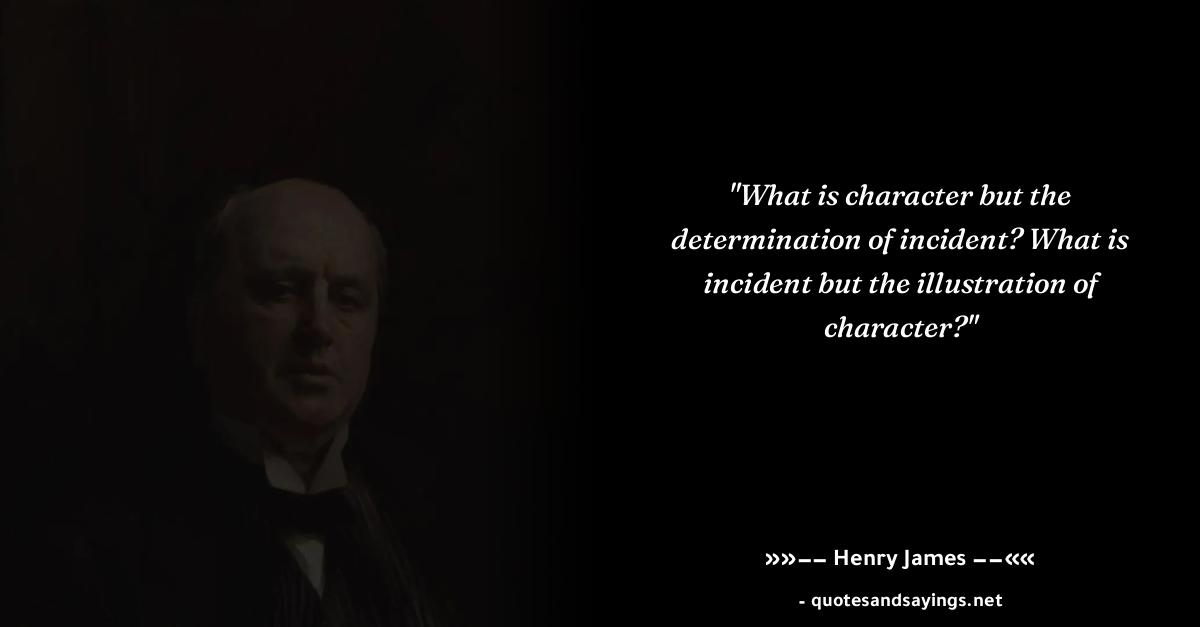 "What is character but the
determination of incident? What is
incident but the illustration of
character?"
»»−− Henry James −−««
- quotesandsayings.net